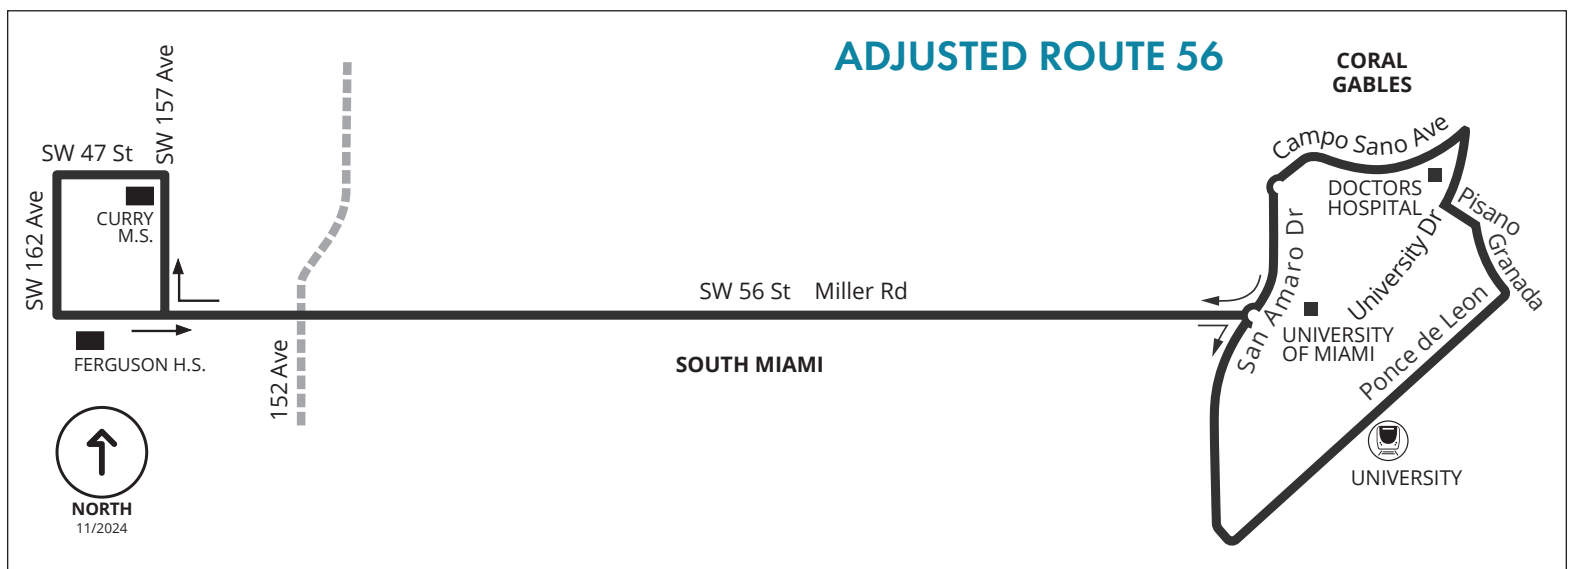 ADJUSTED ROUTE 56
CORAL
GABLES
SW 157 Ave
SW 47 St
SW 162 Ave
CURRY
M.S.
FERGUSON H.S.
152 Ave
SW 56 St Miller Rd
SOUTH MIAMI
Campo Sano Ave
DOCTORS
HOSPITAL
Pisano
Granada
University Dr
San Amaro Dr
UNIVERSITY
OF MIAMI
Ponce de Leon
UNIVERSITY
NORTH
11/2024